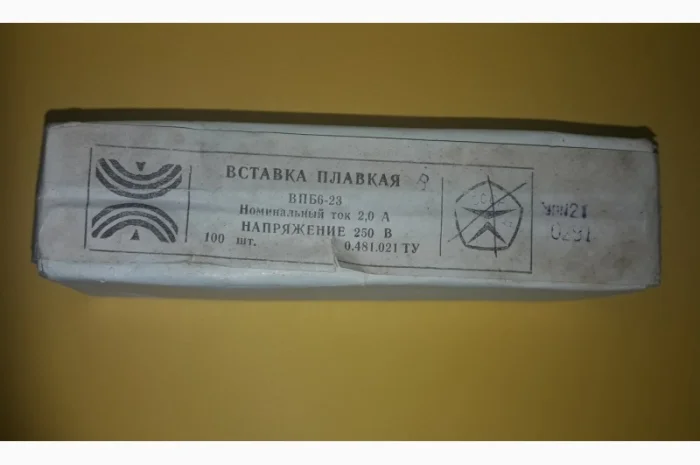 ВСТАВКА ПЛАВКАЯ
ВПБ6-23
Номинальный ток 2,0 А
НАПРЯЖЕНИЕ 250 В
100 шт. 0.481.021 ТУ